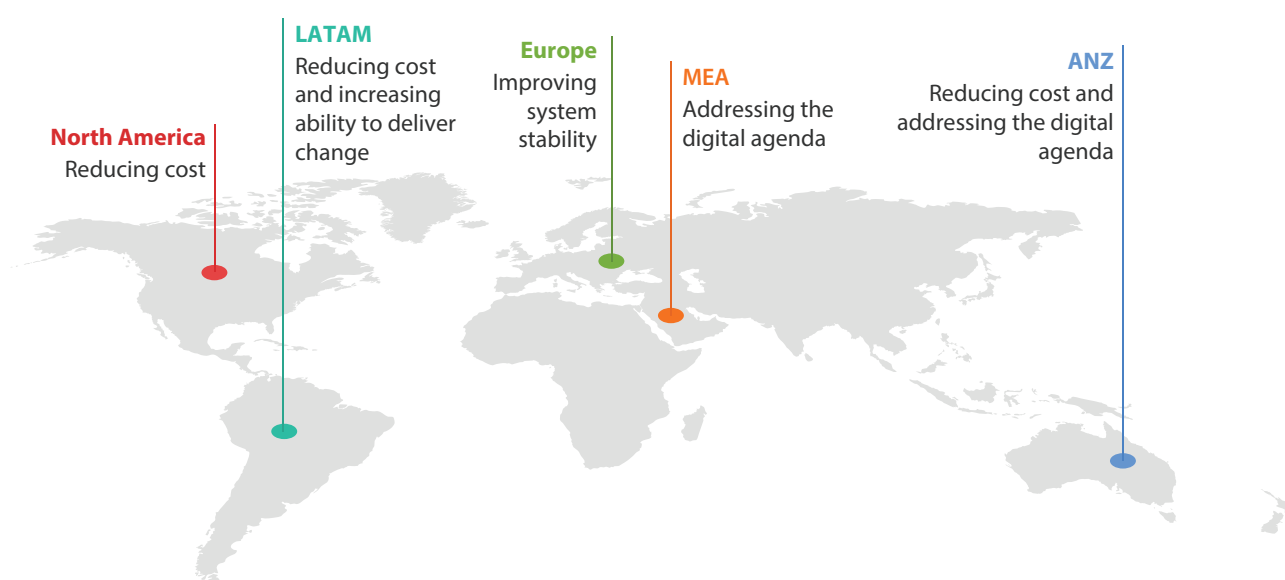 North America
Reducing cost
LATAM
Reducing cost
and increasing
ability to deliver
change
Europe
Improving
system
stability
MEA
Addressing the
digital agenda
ANZ
Reducing cost and
addressing the digital
agenda